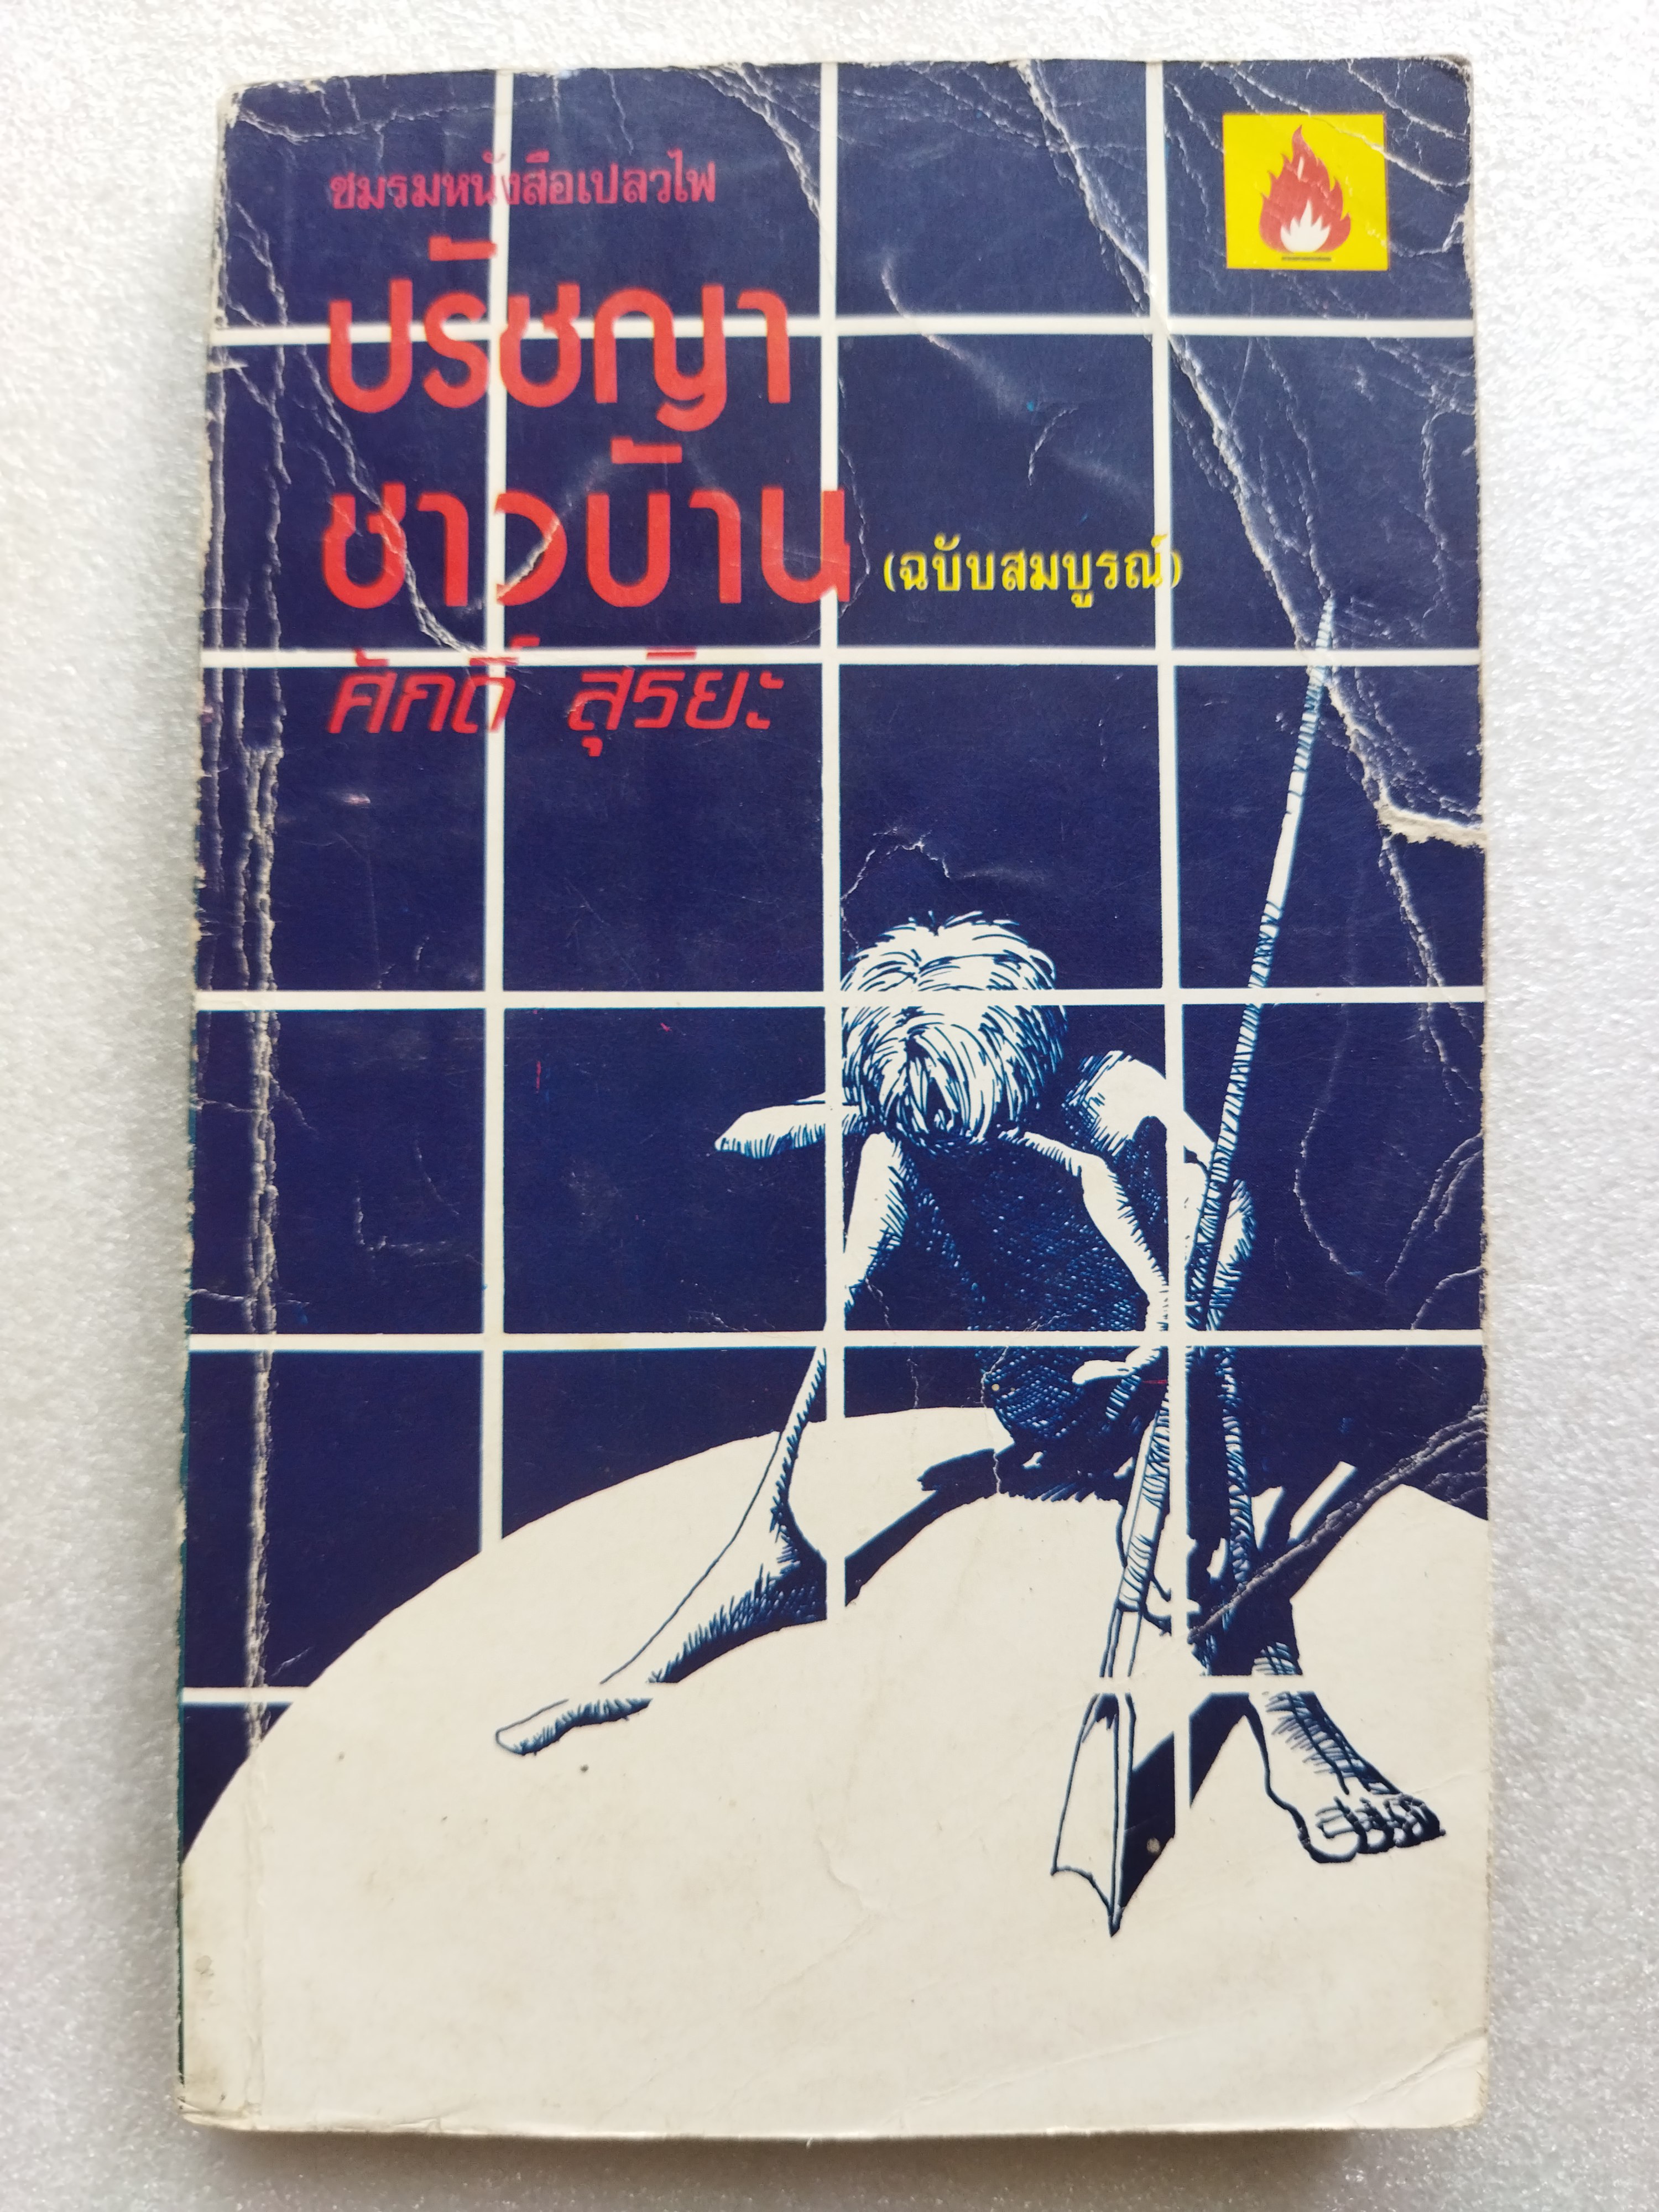 ชมรมหนังสือเปลวไฟ
ปรัชญา
ชาวบ้าน (ฉบับสมบูรณ์)
ศักดิ์ สุริยะ